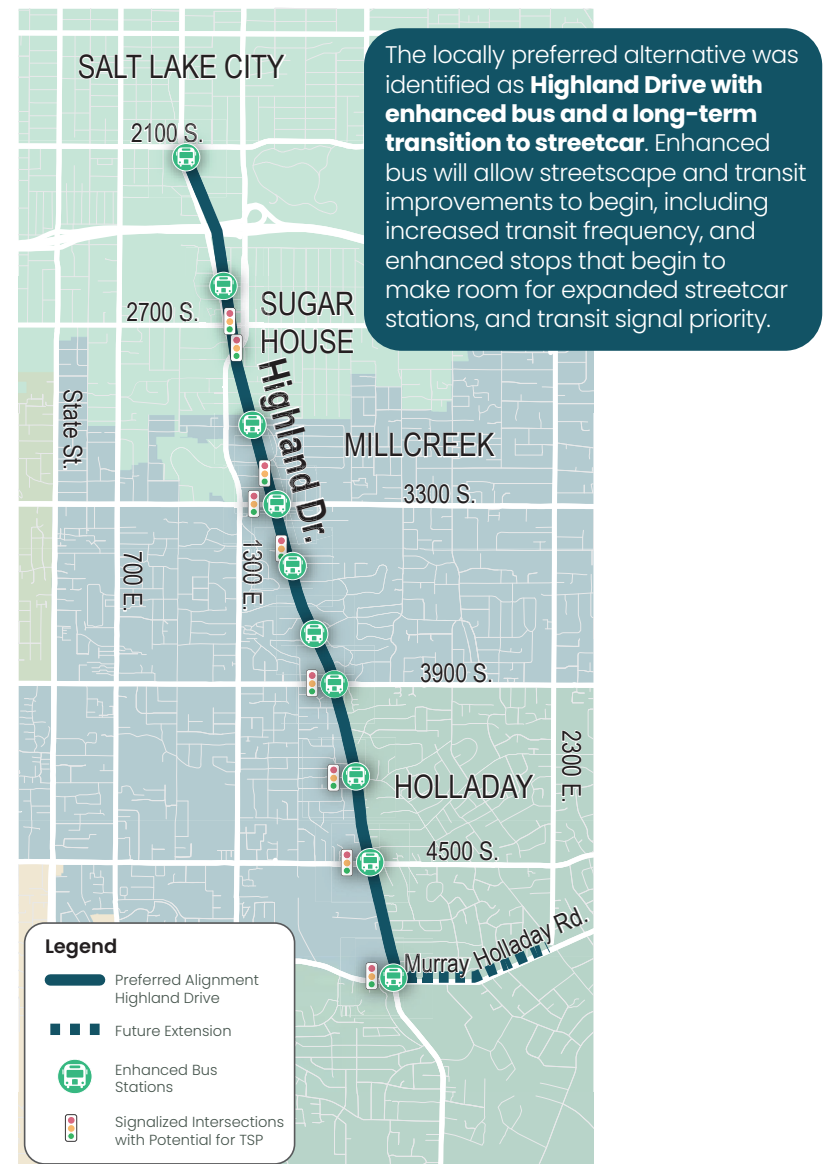 SALT LAKE CITY
2100 S.
The locally preferred alternative was
identified as Highland Drive with
enhanced bus and a long-term
transition to streetcar. Enhanced
bus will allow streetscape and transit
improvements to begin, including
increased transit frequency, and
enhanced stops that begin to
make room for expanded streetcar
stations, and transit signal priority.
2700 S.
SUGAR
HOUSE
Highland Dr.
State St.
MILLCREEK
3300 S.
700 E.
1300 E.
3900 S.
2300 E.
HOLLADAY
4500 S.
Murray Holladay Rd.
Legend
Preferred Alignment
Highland Drive
Future Extension
Enhanced Bus
Stations
Signalized Intersections
with Potential for TSP